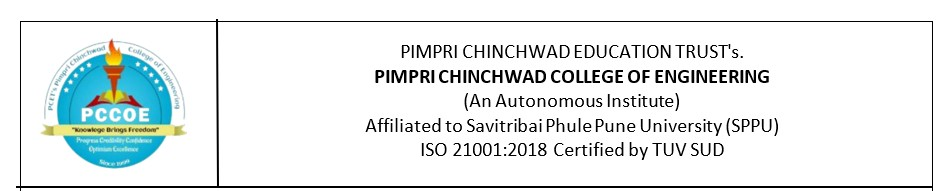 PCET's Pimpri Chinchwad College of Engineering
PCCOE
"Knowlege Brings Freedom"
Progress Credibility Confidence
Optimism Excellence
Since 1999
PIMPRI CHINCHWAD EDUCATION TRUST's.
PIMPRI CHINCHWAD COLLEGE OF ENGINEERING
(An Autonomous Institute)
Affiliated to Savitribai Phule Pune University (SPPU)
ISO 21001:2018 Certified by TUV SUD